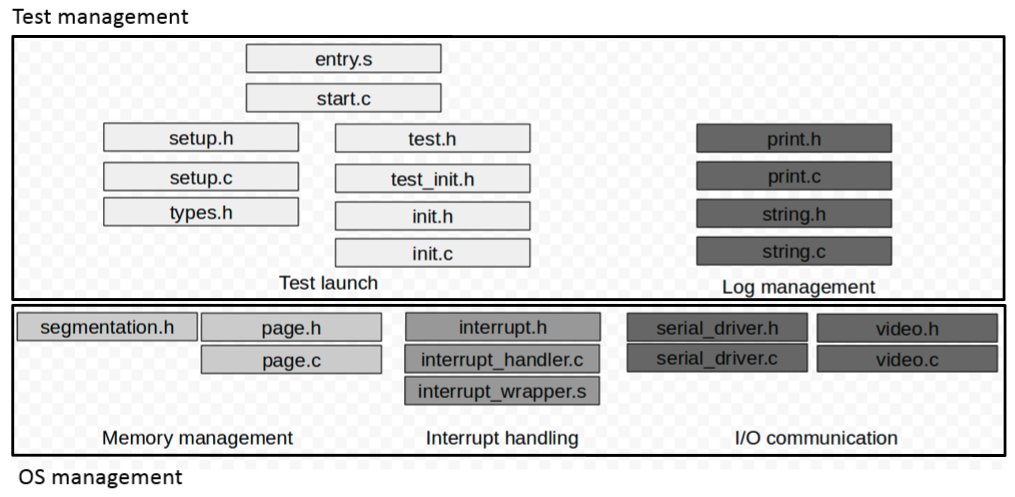 Test management
entry.s
start.c
setup.h
setup.c
types.h
test.h
test_init.h
init.h
init.c
Test launch
print.h
print.c
string.h
string.c
Log management
segmentation.h
page.h
page.c
Memory management
interrupt.h
interrupt_handler.c
interrupt_wrapper.s
Interrupt handling
serial_driver.h
serial_driver.c
video.h
video.c
I/O communication
OS management